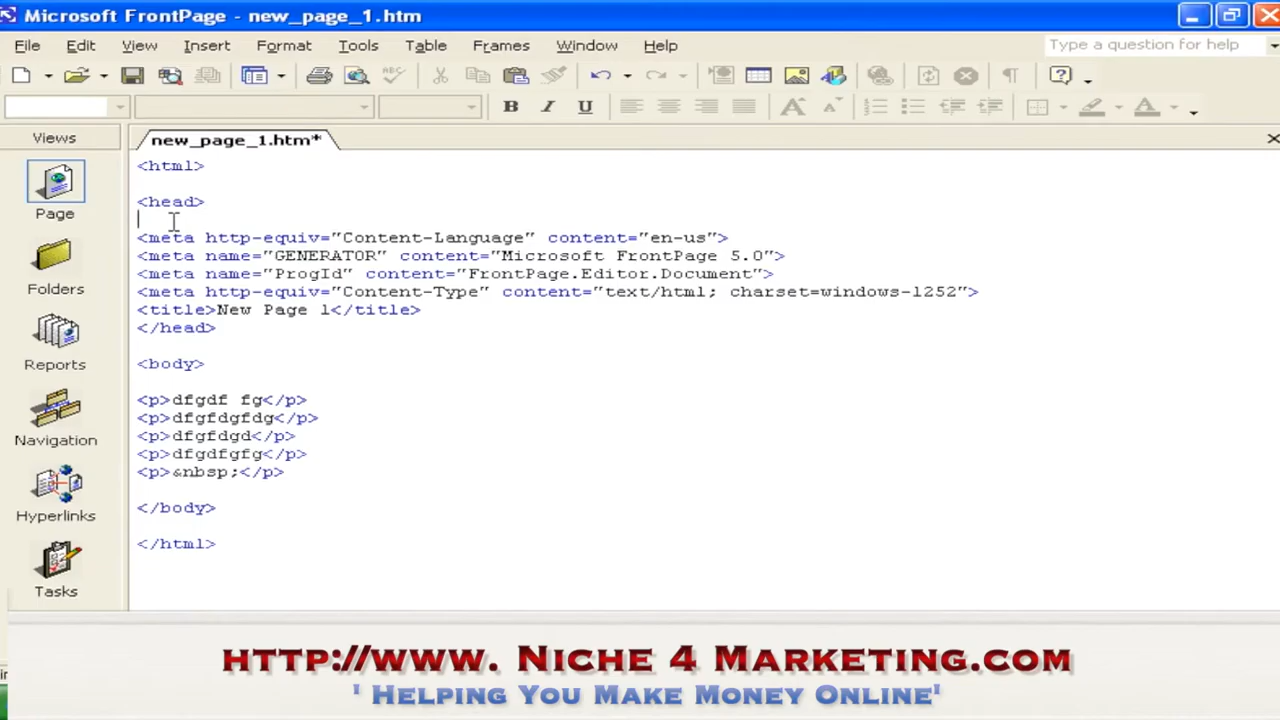 Microsoft FrontPage - new_page_1.htm
File Edit View Insert Format Tools Table Frames Window Help
Type a question for help
B I U
Views
new_page_1.htm*
<html>
<head>
Page
<meta http-equiv="Content-Language" content="en-us">
<meta name="GENERATOR" content="Microsoft FrontPage 5.0">
<meta name="ProgId" content="FrontPage.Editor.Document">
Folders
<meta http-equiv="Content-Type" content="text/html; charset=windows-1252">
<title>New Page 1</title>
</head>
Reports
<body>
<p>dfgdf fg</p>
<p>dfgfdgfdg</p>
<p>dfgfdgd</p>
Navigation
<p>dfgdfgfg</p>
<p>&nbsp;</p>
</body>
Hyperlinks
</html>
Tasks
HTTP://WWW. NICHE 4 MARKETING.COM
' HELPING YOU MAKE MONEY ONLINE'